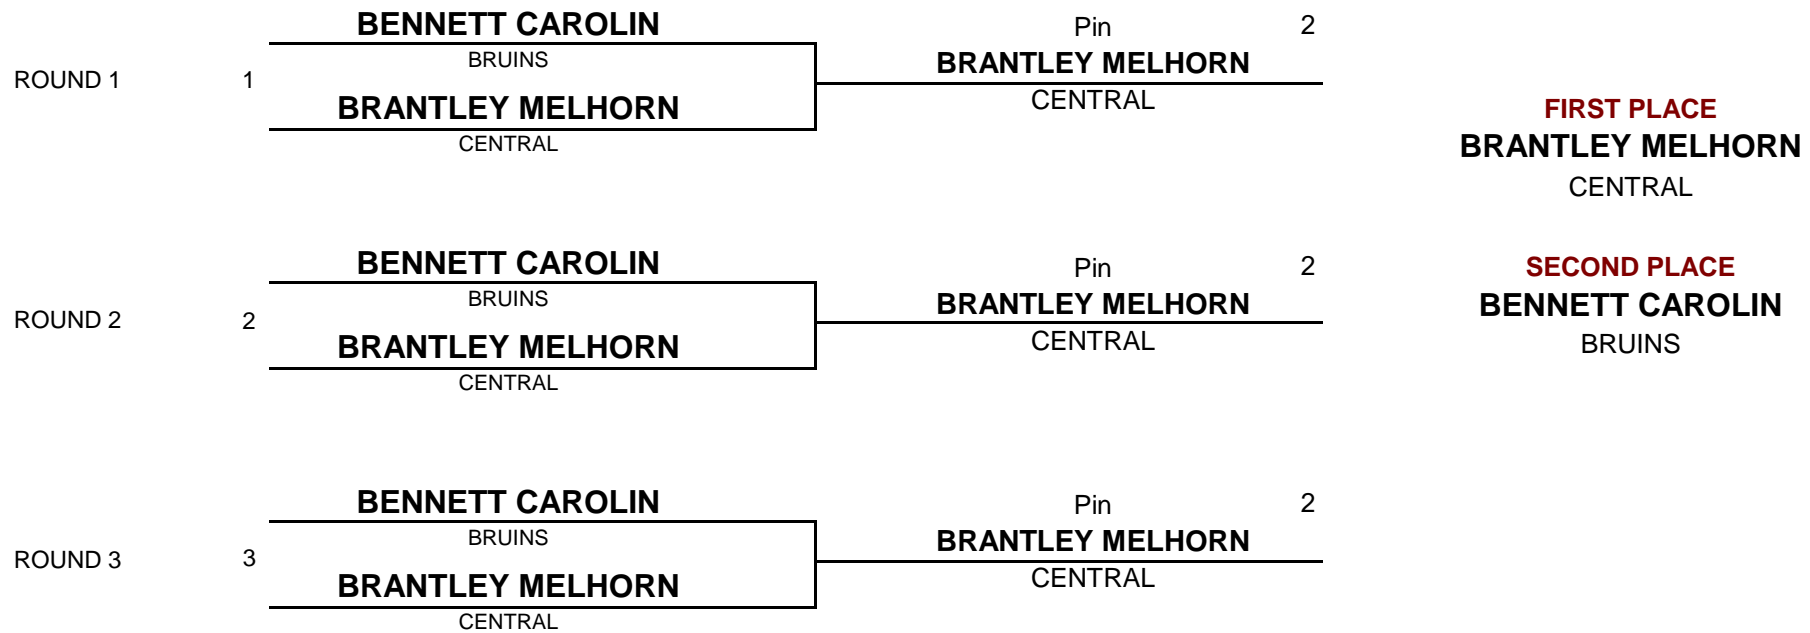 BENNETT CAROLIN
BRUINS
ROUND 1 1
BRANTLEY MELHORN
CENTRAL
Pin 2
BRANTLEY MELHORN
CENTRAL
FIRST PLACE
BRANTLEY MELHORN
CENTRAL
BENNETT CAROLIN
BRUINS
ROUND 2 2
BRANTLEY MELHORN
CENTRAL
Pin 2
BRANTLEY MELHORN
CENTRAL
SECOND PLACE
BENNETT CAROLIN
BRUINS
BENNETT CAROLIN
BRUINS
ROUND 3 3
BRANTLEY MELHORN
CENTRAL
Pin 2
BRANTLEY MELHORN
CENTRAL